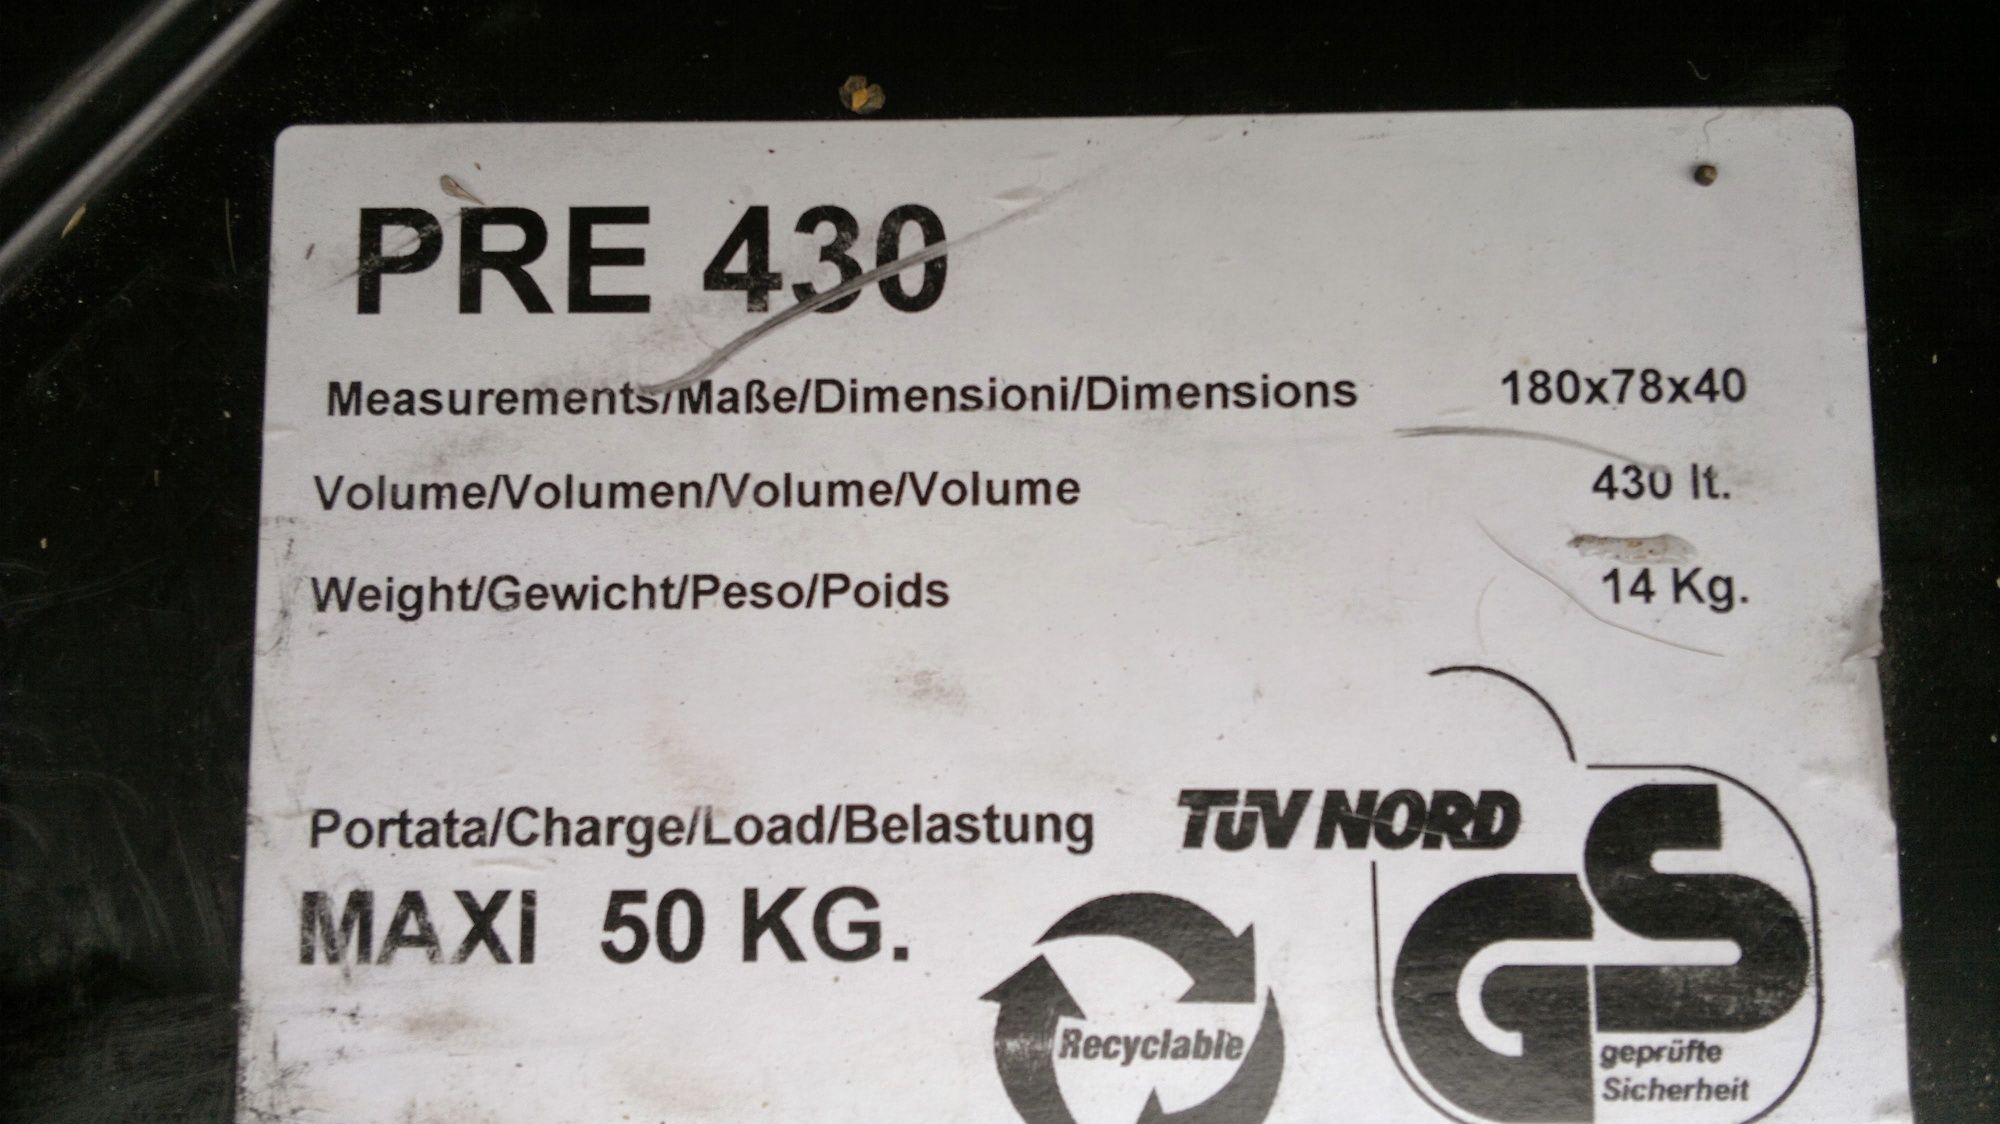 PRE 430
Measurements/Maße/Dimensioni/Dimensions 180x78x40
Volume/Volumen/Volume/Volume 430 lt.
Weight/Gewicht/Peso/Poids 14 Kg.
Portata/Charge/Load/Belastung
MAXI 50 KG.
TÜV NORD
GS
Recyclable
geprüfte
Sicherheit